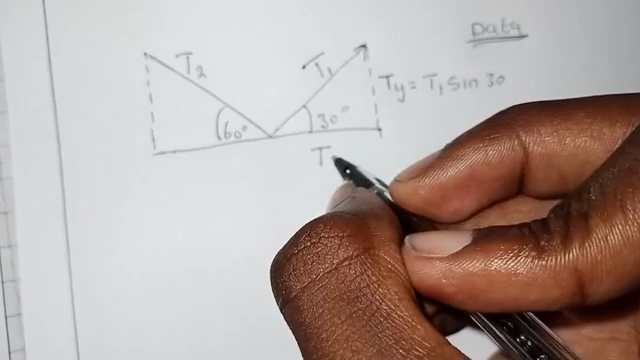 Data
T₂
T₁
Ty = T₁ sin 30
60°
30°
T